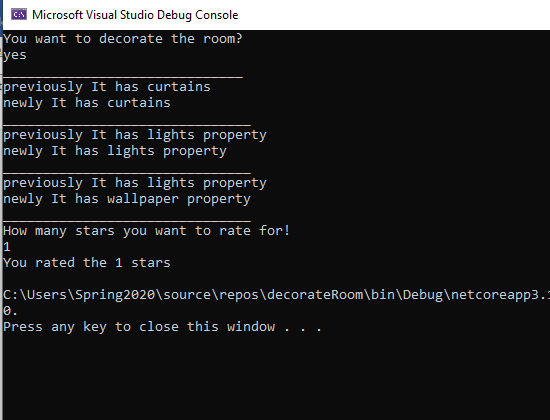 Microsoft Visual Studio Debug Console
You want to decorate the room?
yes
______________________________
previously It has curtains
newly It has curtains
_______________________________
previously It has lights property
newly It has lights property
_______________________________
previously It has lights property
newly It has wallpaper property
_______________________________
How many stars you want to rate for!
1
You rated the 1 stars
C:\Users\Spring2020\source\repos\decorateRoom\bin\Debug\netcoreapp3.1
0.
Press any key to close this window . . .